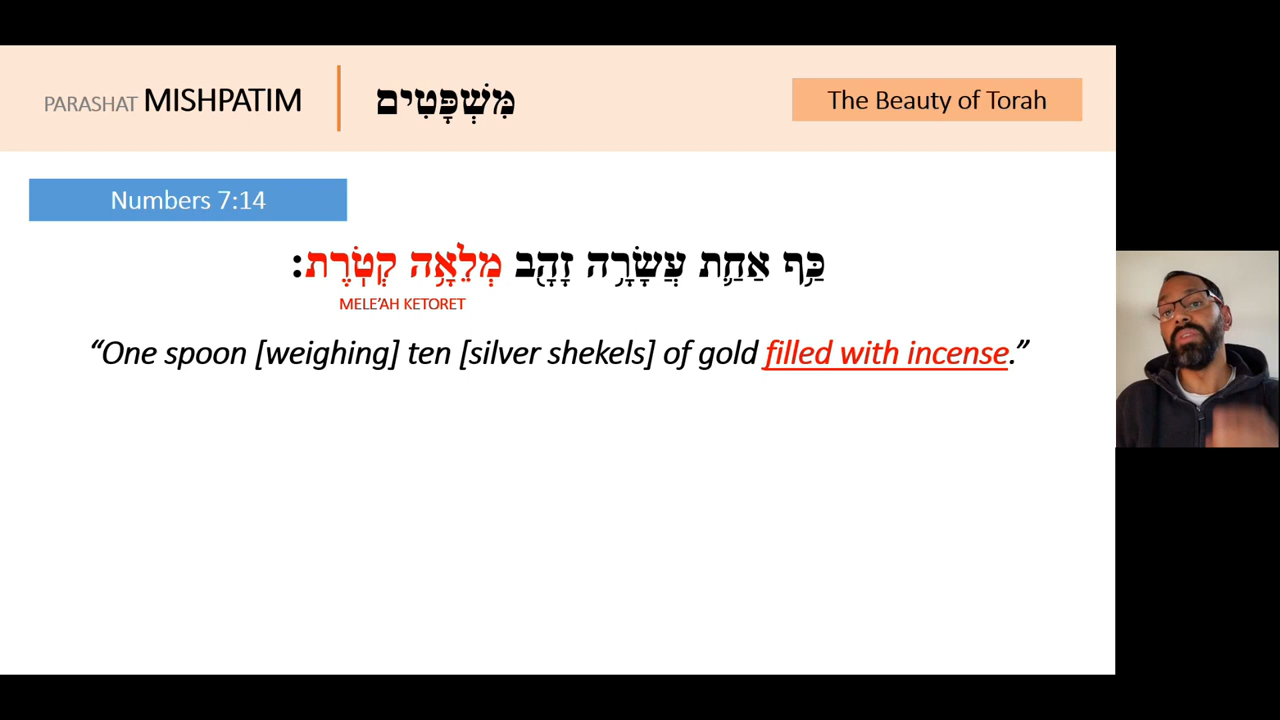 PARASHAT MISHPATIM
מִּשְׁפָּטִים
The Beauty of Torah
Numbers 7:14
כַּ֥ף אַחַ֛ת עֲשָׂרָ֥ה זָהָ֖ב מְלֵאָ֥ה קְטֹֽרֶת׃
MELE'AH KETORET
“One spoon [weighing] ten [silver shekels] of gold filled with incense.”